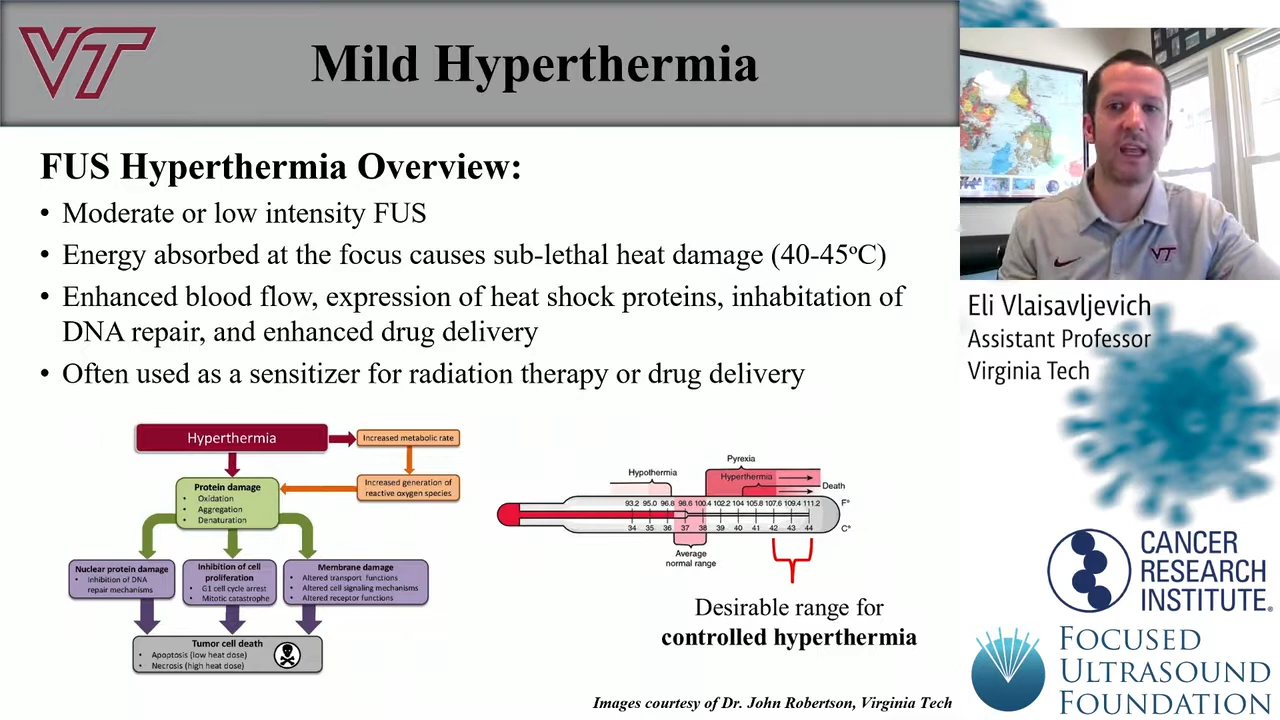 VT
Mild Hyperthermia
FUS Hyperthermia Overview:
• Moderate or low intensity FUS
• Energy absorbed at the focus causes sub-lethal heat damage (40-45ºC)
• Enhanced blood flow, expression of heat shock proteins, inhabitation of
DNA repair, and enhanced drug delivery
• Often used as a sensitizer for radiation therapy or drug delivery
Hyperthermia
Increased metabolic rate
Increased generation of
reactive oxygen species
Protein damage
• Oxidation
• Aggregation
• Denaturation
Nuclear protein damage
• Inhibition of DNA
repair mechanisms
Inhibition of cell
proliferation
• G1 cell cycle arrest
• Mitotic catastrophe
Membrane damage
• Altered transport functions
• Altered cell signaling mechanisms
• Altered receptor functions
Tumor cell death
• Apoptosis (low heat dose)
• Necrosis (high heat dose)
Pyrexia
Hypothermia
Hyperthermia
Death
93.2 95.0 96.8 98.6 100.4 102.2 104 105.8 107.6 109.4 111.2 F°
34 35 36 37 38 39 40 41 42 43 44 C°
Average
normal range
Desirable range for
controlled hyperthermia
Images courtesy of Dr. John Robertson, Virginia Tech
VT
Eli Vlaisavljevich
Assistant Professor
Virginia Tech
CANCER
RESEARCH
INSTITUTE®
FOCUSED
ULTRASOUND
FOUNDATION